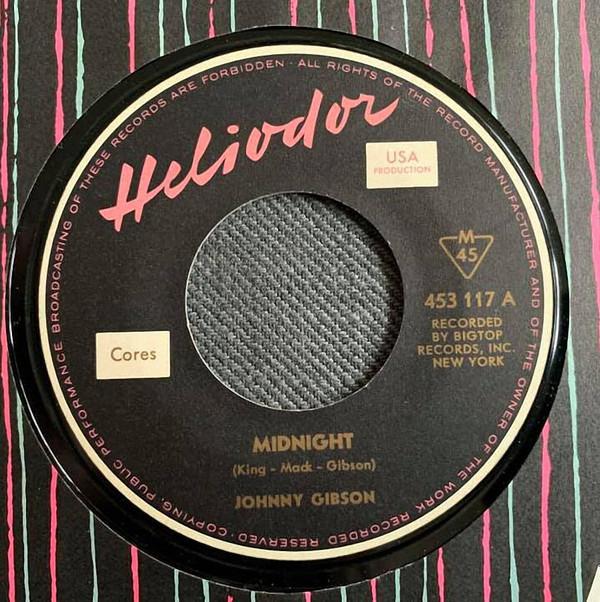 ALL RIGHTS OF THE RECORD MANUFACTURER AND OF THE OWNER OF THE WORK RECORDED RESERVED · COPYING, PUBLIC PERFORMANCE BROADCASTING OF THESE RECORDS ARE FORBIDDEN ·
Heliodor
USA
PRODUCTION
M
45
453 117 A
RECORDED
BY BIGTOP
RECORDS, INC.
NEW YORK
Cores
MIDNIGHT
(King - Mack - Gibson)
JOHNNY GIBSON